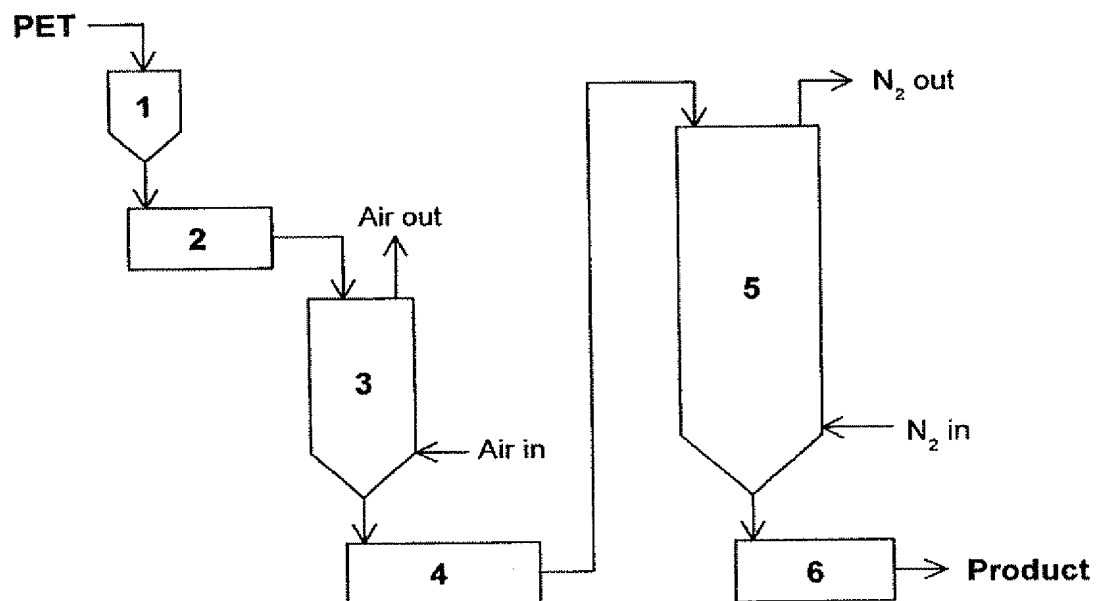 PET
1
2
Air out
3
Air in
4
N₂ out
5
N₂ in
6
Product